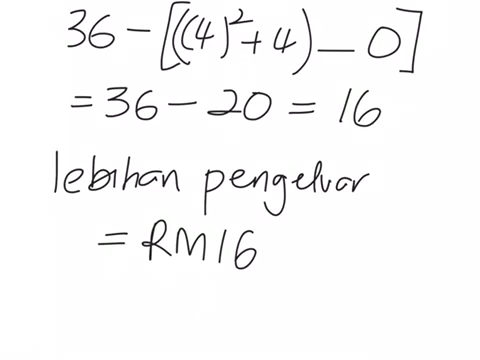 36 - [((4)²+4) - 0]
= 36 - 20 = 16
lebihan pengeluar
= RM16